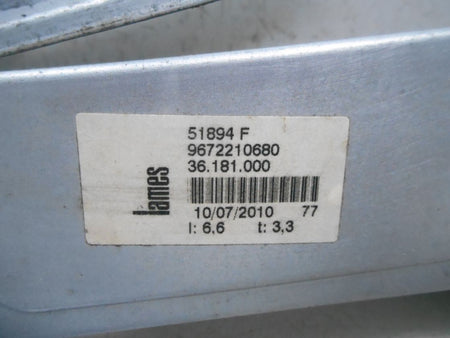 lames
51894 F
9672210680
36.181.000
10/07/2010 77
I: 6,6 t: 3,3